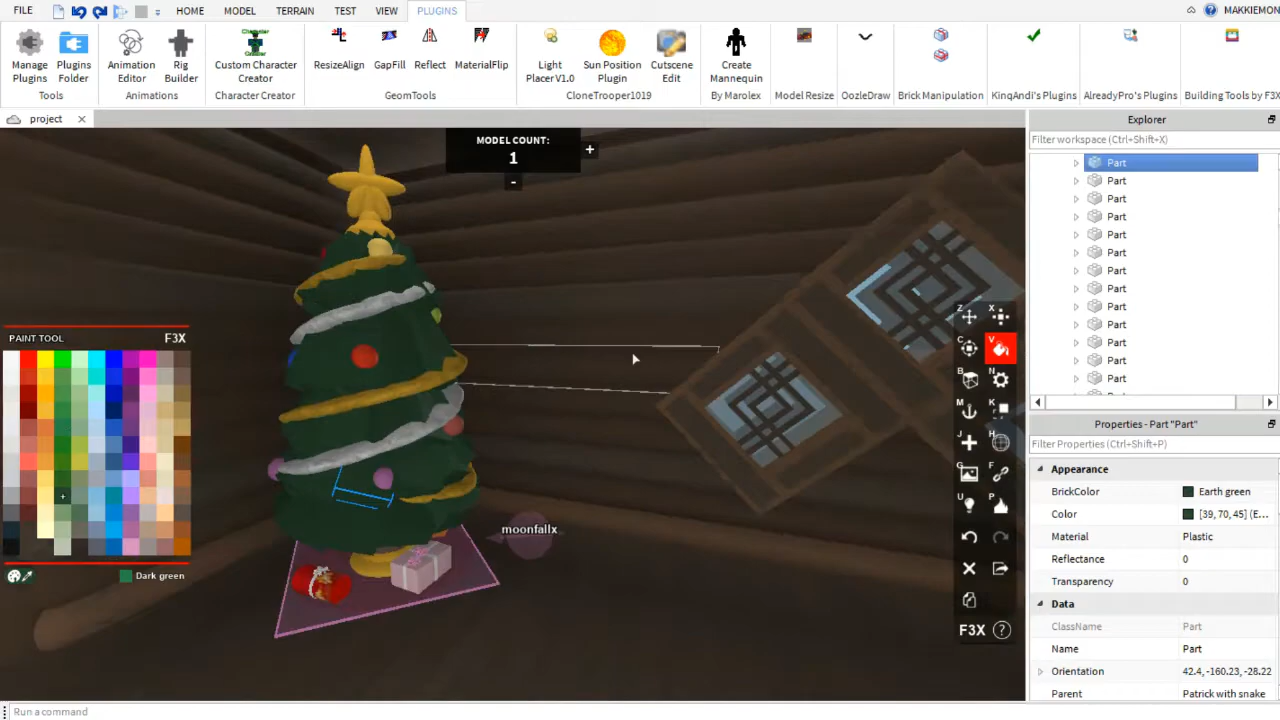 FILE HOME MODEL TERRAIN TEST VIEW PLUGINS MAKKIEMON
Manage Plugins Plugins Folder Animation Editor Rig Builder Custom Character Creator ResizeAlign GapFill Reflect MaterialFlip Light Placer V1.0 Sun Position Plugin Cutscene Edit Create Mannequin
Tools Animations Character Creator GeomTools CloneTrooper1019 By Marolex Model Resize OozleDraw Brick Manipulation KinqAndi's Plugins AlreadyPro's Plugins Building Tools by F3X
project
Explorer
MODEL COUNT:
1
+
-
Filter workspace (Ctrl+Shift+X)
Part
Part
Part
Part
Part
Part
Part
Part
Part
Part
Part
Part
Part
PAINT TOOL F3X
Dark green
moonfallx
Z X
C V
B N
M K
J H
G F
U P
F3X ?
Properties - Part "Part"
Filter Properties (Ctrl+Shift+P)
Appearance
BrickColor Earth green
Color [39, 70, 45] (E...
Material Plastic
Reflectance 0
Transparency 0
Data
ClassName Part
Name Part
Orientation 42.4, -160.23, -28.22
Parent Patrick with snake
Run a command